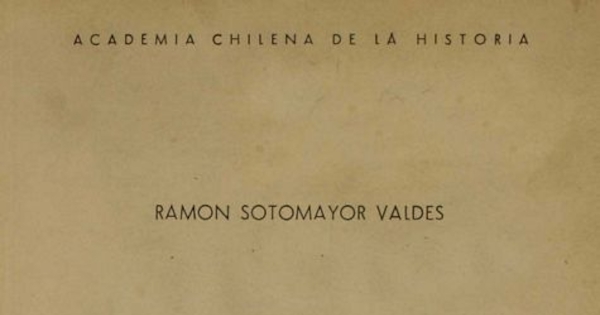 ACADEMIA CHILENA DE LA HISTORIA
RAMON SOTOMAYOR VALDES